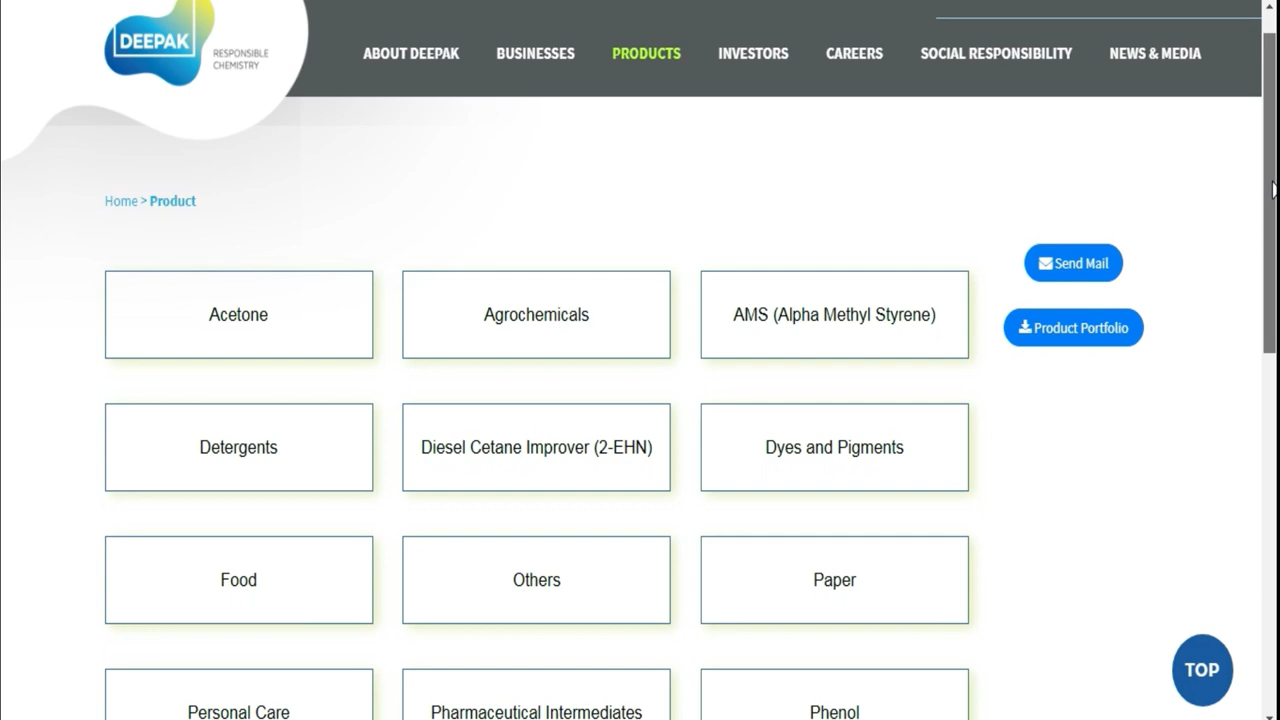 DEEPAK
RESPONSIBLE
CHEMISTRY
ABOUT DEEPAK BUSINESSES PRODUCTS INVESTORS CAREERS SOCIAL RESPONSIBILITY NEWS & MEDIA
Home > Product
Send Mail
Product Portfolio
Acetone Agrochemicals AMS (Alpha Methyl Styrene)
Detergents Diesel Cetane Improver (2-EHN) Dyes and Pigments
Food Others Paper
Personal Care Pharmaceutical Intermediates Phenol
TOP